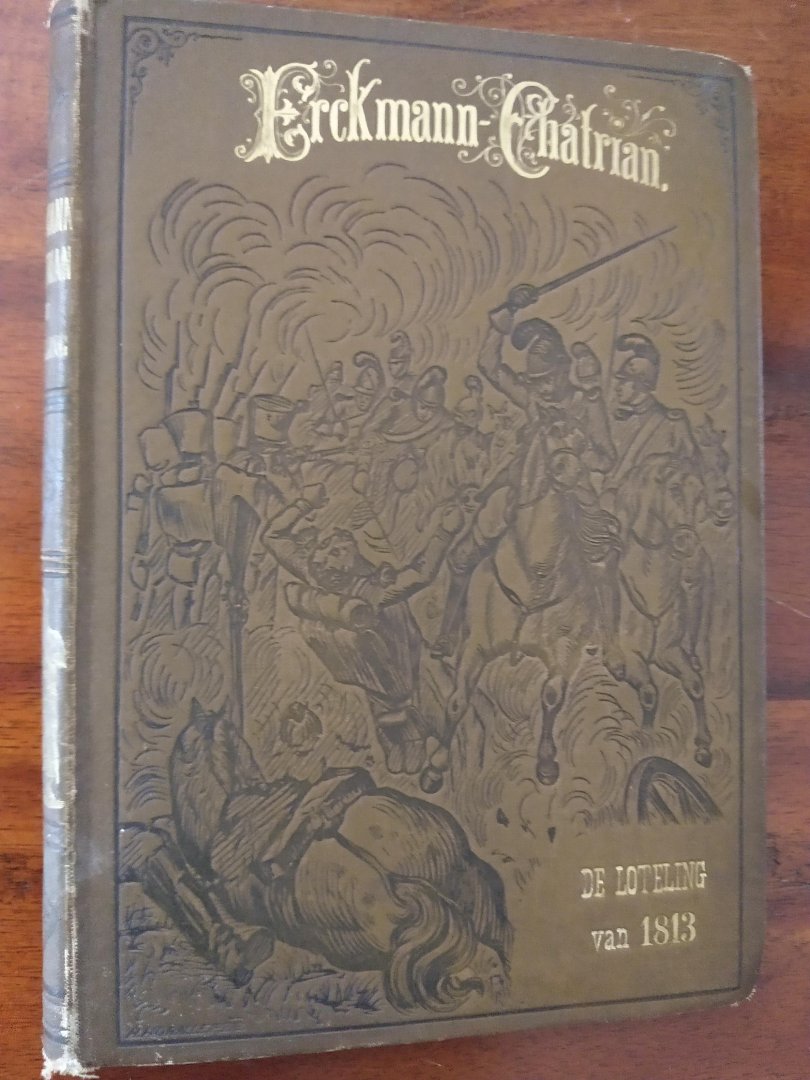 Erckmann-Chatrian.
DE LOTELING
van 1813